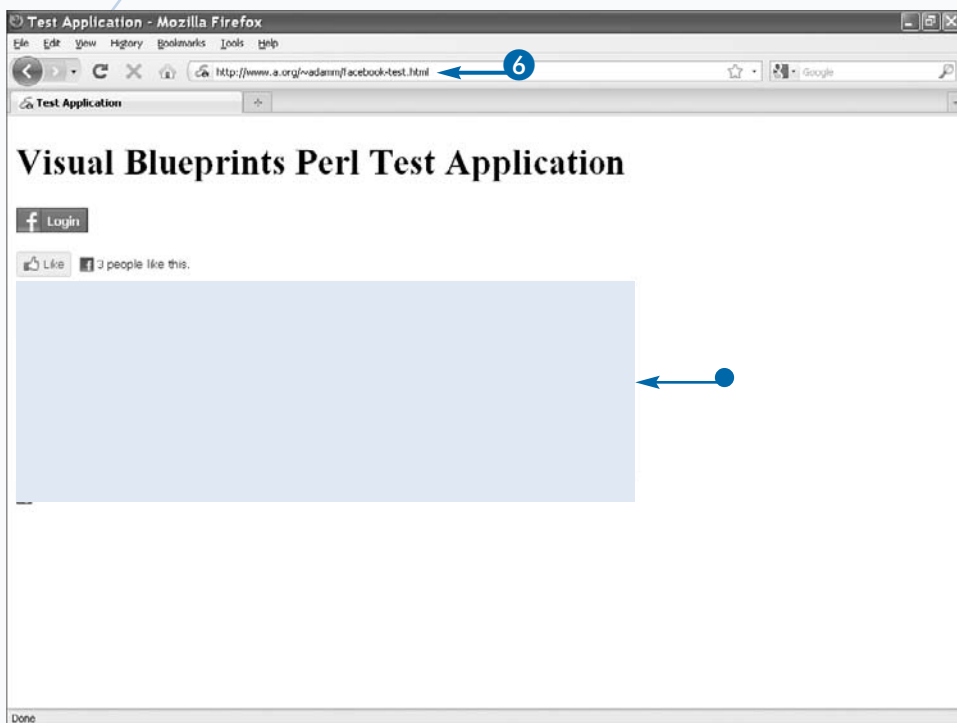 Test Application - Mozilla Firefox
File Edit View History Bookmarks Tools Help
http://www.a.org/~vadamm/facebook-test.html
6
Google
Test Application
Visual Blueprints Perl Test Application
f Login
Like f 3 people like this.
Done